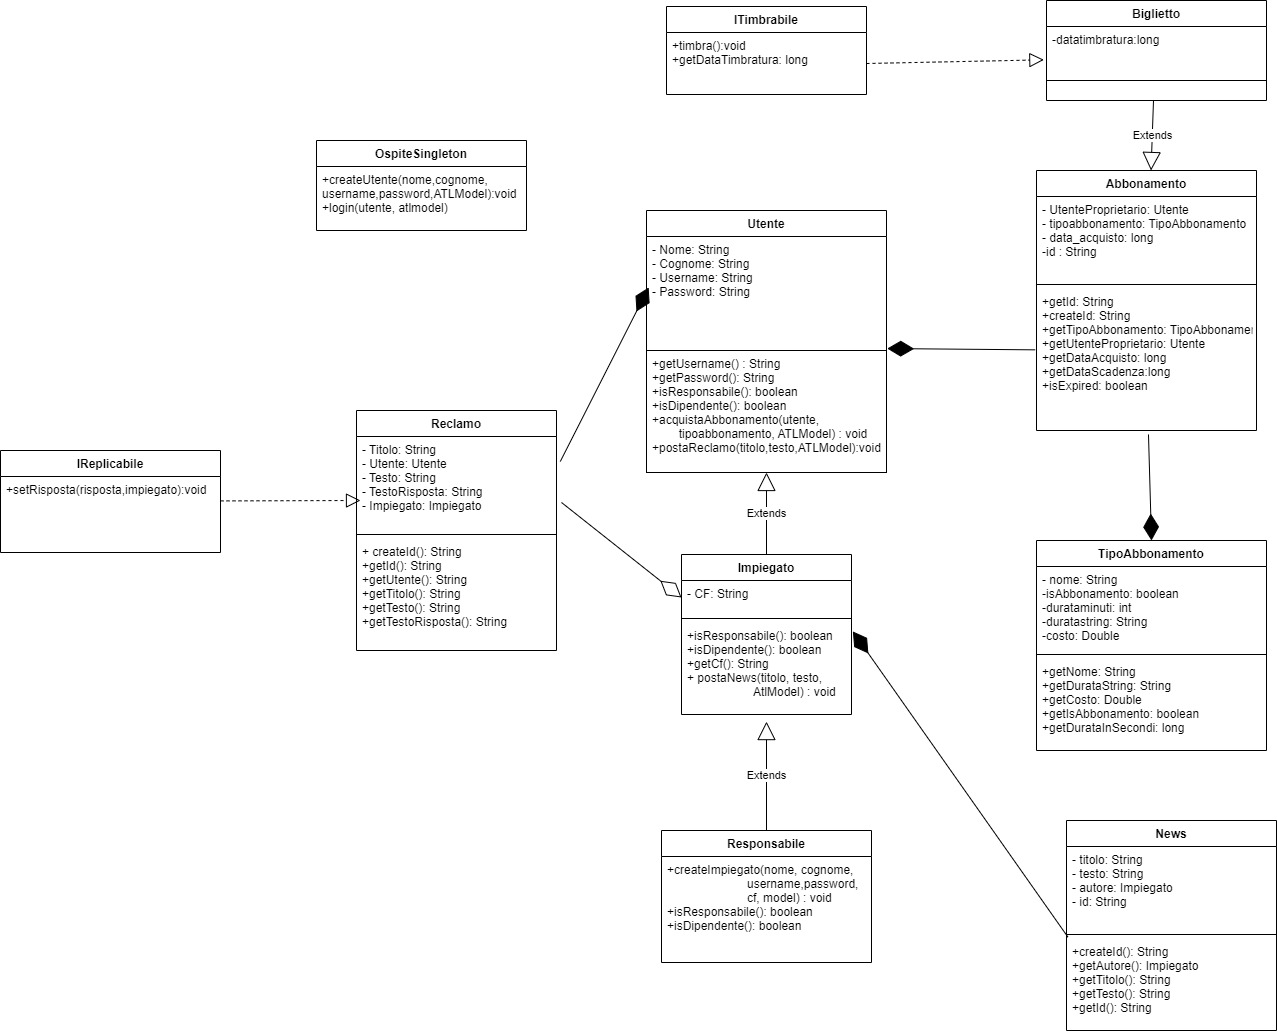 ITimbrabile
+timbra():void
+getDataTimbratura: long
Biglietto
-datatimbratura:long
Extends
OspiteSingleton
+createUtente(nome,cognome,
username,password,ATLModel):void
+login(utente, atlmodel)
Utente
- Nome: String
- Cognome: String
- Username: String
- Password: String
+getUsername() : String
+getPassword(): String
+isResponsabile(): boolean
+isDipendente(): boolean
+acquistaAbbonamento(utente,
tipoabbonamento, ATLModel) : void
+postaReclamo(titolo,testo,ATLModel):void
Abbonamento
- UtenteProprietario: Utente
- tipoabbonamento: TipoAbbonamento
- data_acquisto: long
-id : String
+getId: String
+createId: String
+getTipoAbbonamento: TipoAbboname
+getUtenteProprietario: Utente
+getDataAcquisto: long
+getDataScadenza:long
+isExpired: boolean
Reclamo
- Titolo: String
- Utente: Utente
- Testo: String
- TestoRisposta: String
- Impiegato: Impiegato
+ createId(): String
+getId(): String
+getUtente(): String
+getTitolo(): String
+getTesto(): String
+getTestoRisposta(): String
IReplicabile
+setRisposta(risposta,impiegato):void
Extends
Impiegato
- CF: String
+isResponsabile(): boolean
+isDipendente(): boolean
+getCf(): String
+ postaNews(titolo, testo,
AtlModel) : void
TipoAbbonamento
- nome: String
-isAbbonamento: boolean
-durataminuti: int
-duratastring: String
-costo: Double
+getNome: String
+getDurataString: String
+getCosto: Double
+getIsAbbonamento: boolean
+getDurataInSecondi: long
Extends
Responsabile
+createImpiegato(nome, cognome,
username,password,
cf, model) : void
+isResponsabile(): boolean
+isDipendente(): boolean
News
- titolo: String
- testo: String
- autore: Impiegato
- id: String
+createId(): String
+getAutore(): Impiegato
+getTitolo(): String
+getTesto(): String
+getId(): String